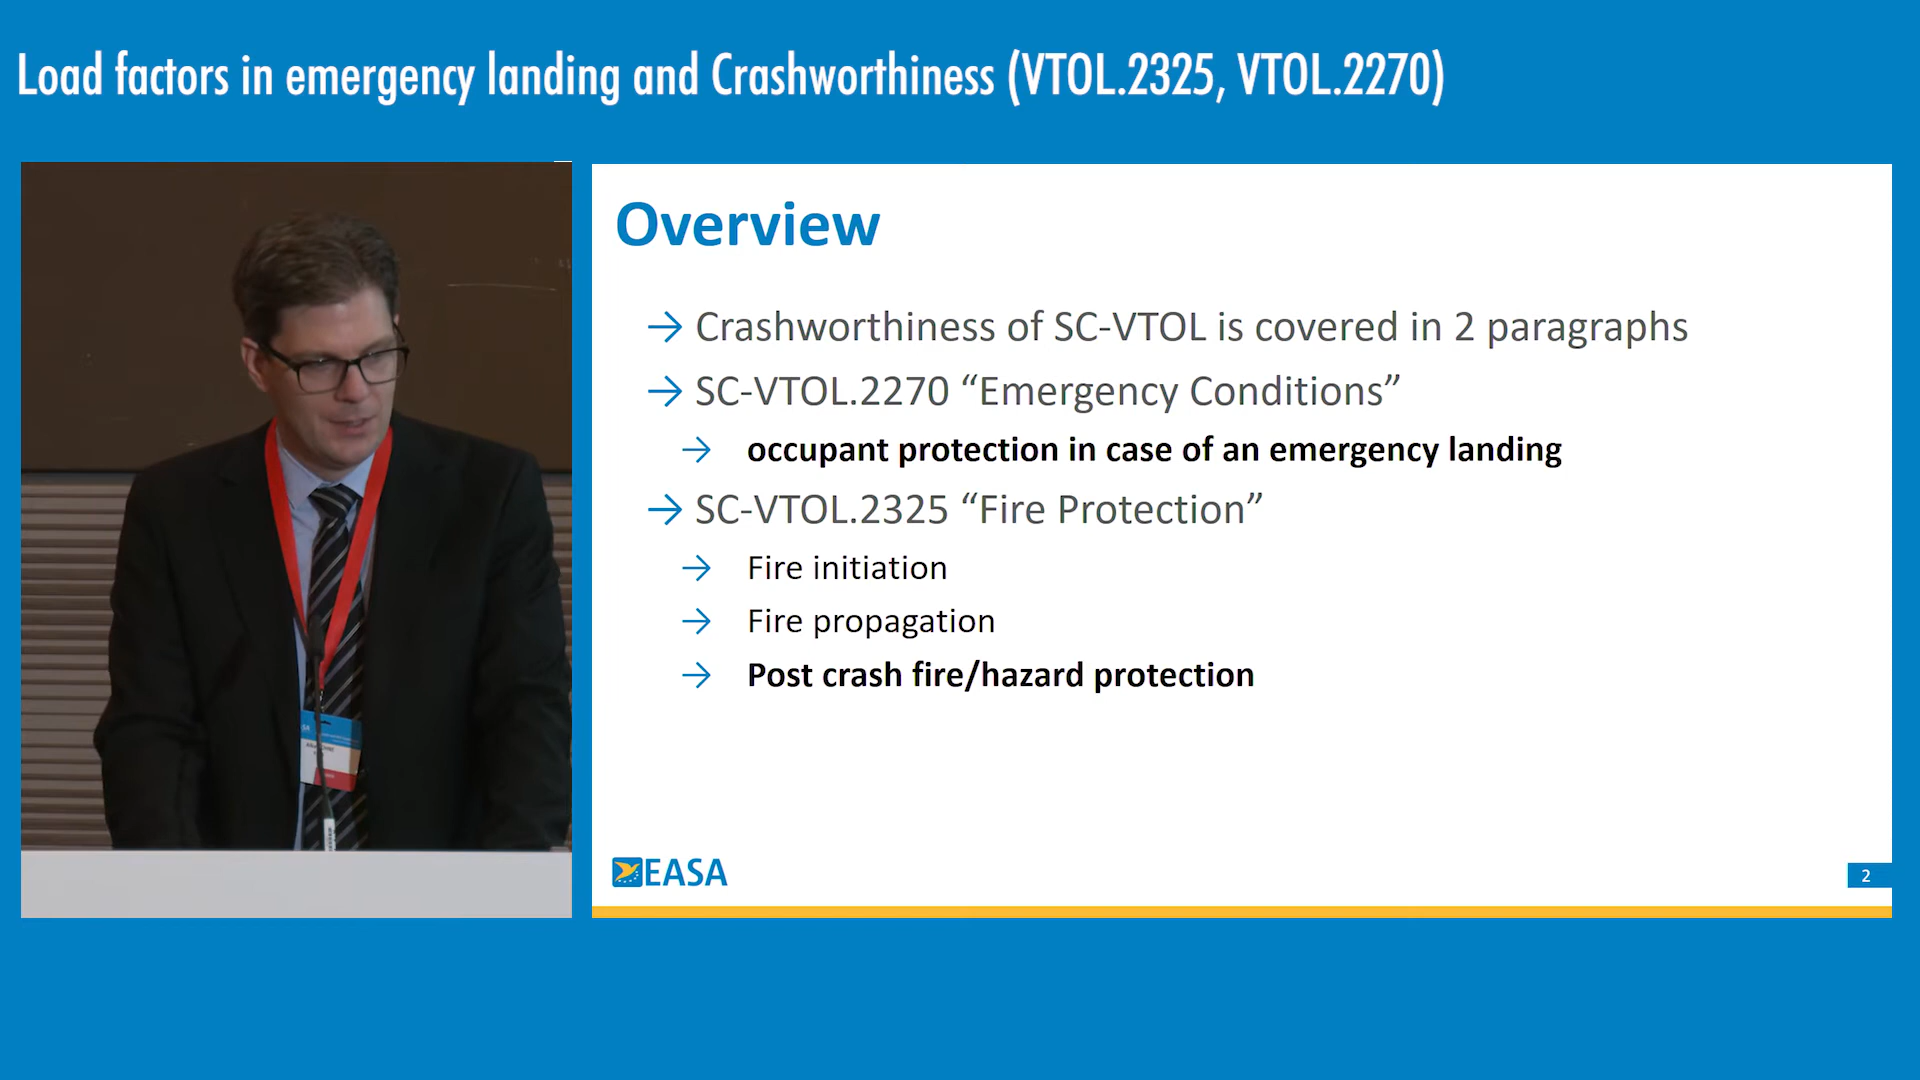 Load factors in emergency landing and Crashworthiness (VTOL.2325, VTOL.2270)
Overview
→ Crashworthiness of SC-VTOL is covered in 2 paragraphs
→ SC-VTOL.2270 “Emergency Conditions”
→ occupant protection in case of an emergency landing
→ SC-VTOL.2325 “Fire Protection”
→ Fire initiation
→ Fire propagation
→ Post crash fire/hazard protection
EASA
2